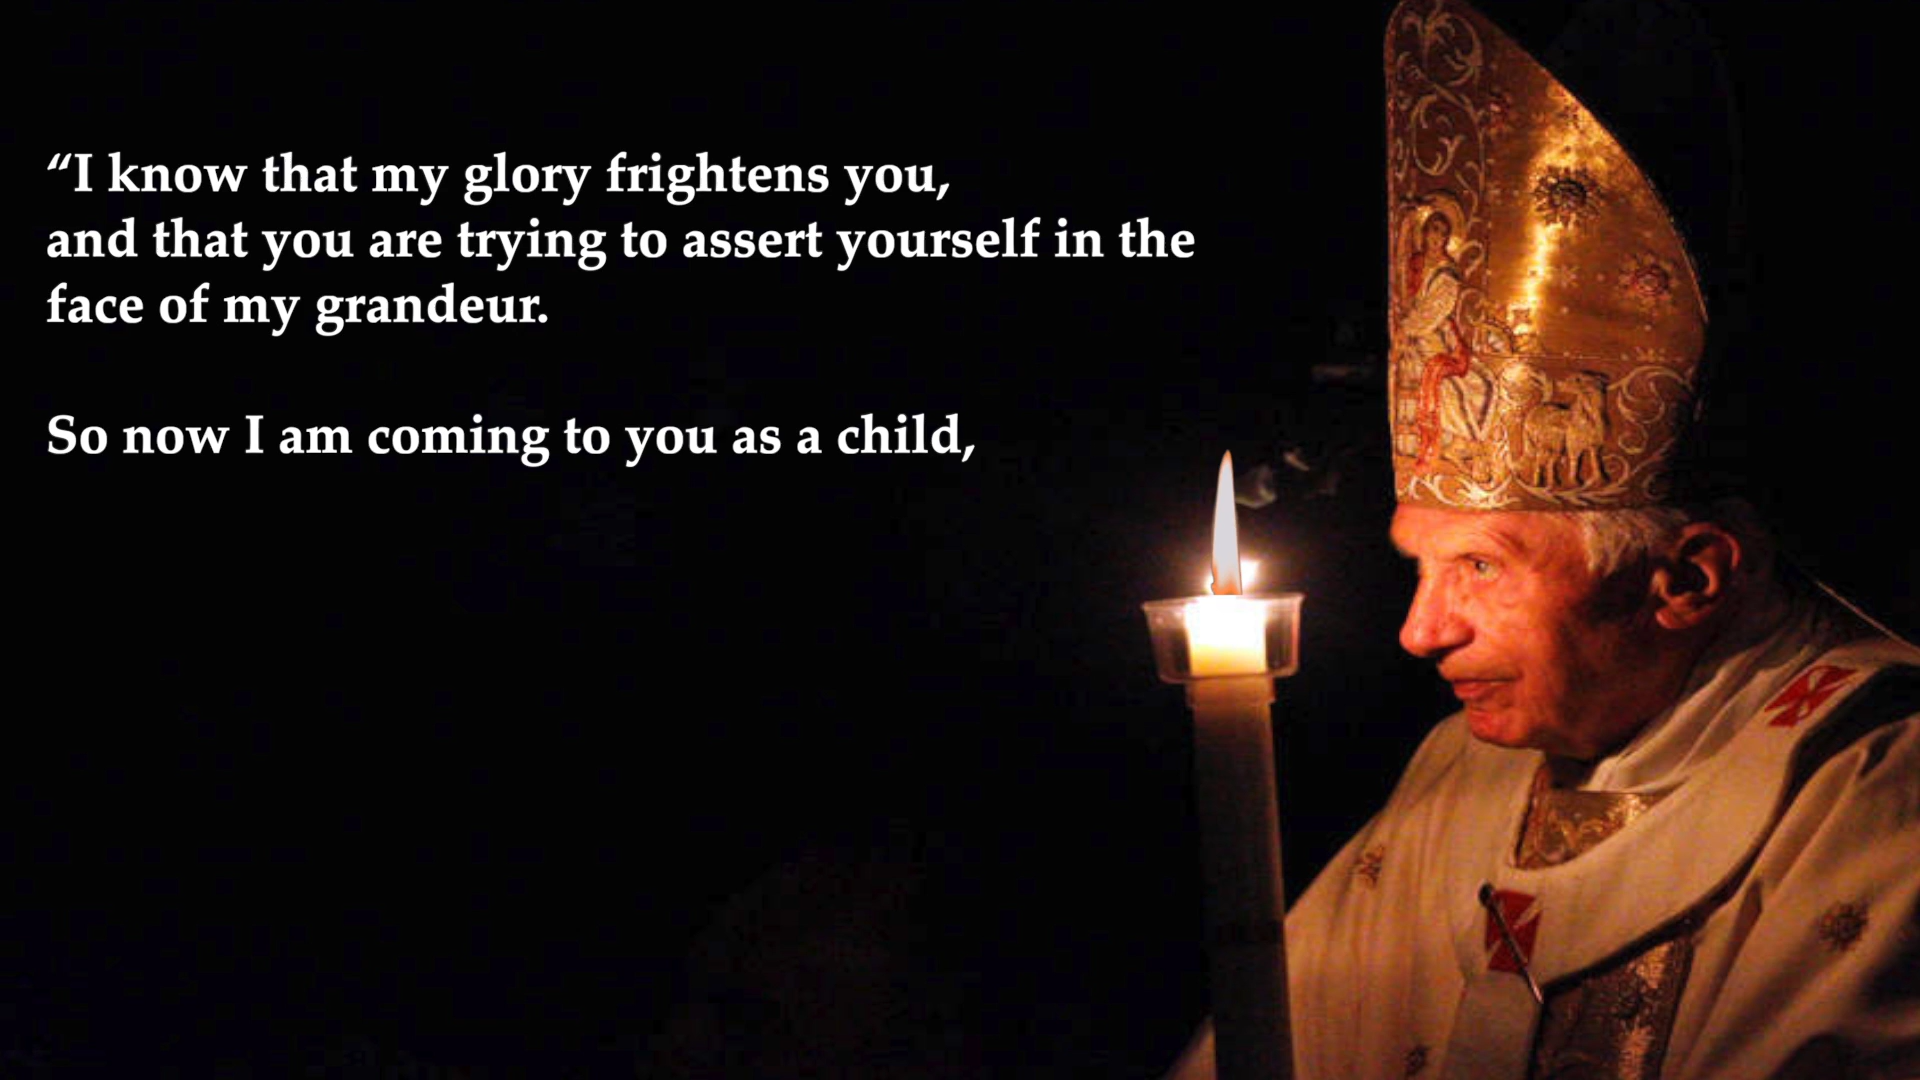 “I know that my glory frightens you,
and that you are trying to assert yourself in the
face of my grandeur.
So now I am coming to you as a child,